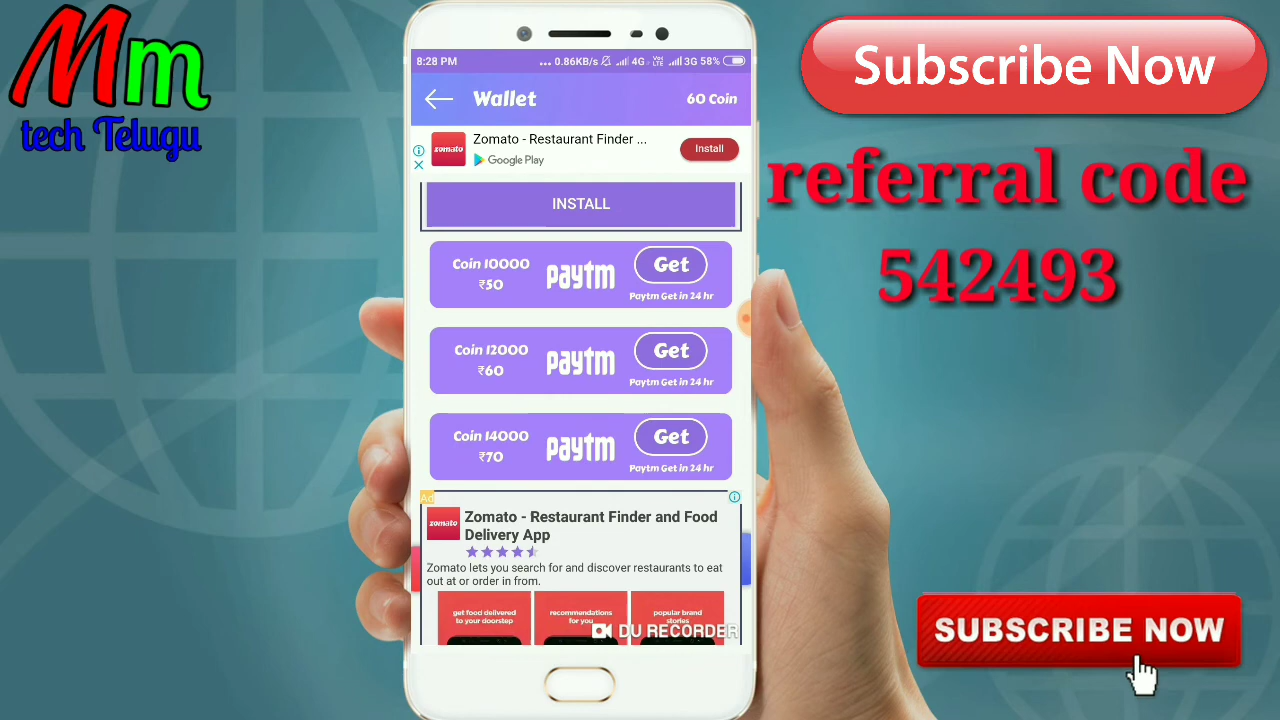 Mm
tech Telugu
8:28 PM
... 0.86KB/s 4G VoLTE 3G 58%
Wallet
60 Coin
Zomato - Restaurant Finder ...
zomato
Google Play
Install
INSTALL
Coin 10000
₹50
paytm
Get
Paytm Get in 24 hr
Coin 12000
₹60
paytm
Get
Paytm Get in 24 hr
Coin 14000
₹70
paytm
Get
Paytm Get in 24 hr
Ad
zomato
Zomato - Restaurant Finder and Food
Delivery App
Zomato lets you search for and discover restaurants to eat
out at or order in from.
get food delivered
to your doorstep
recommendations
for you
popular brand
stories
DU RECORDER
Subscribe Now
referral code
542493
SUBSCRIBE NOW